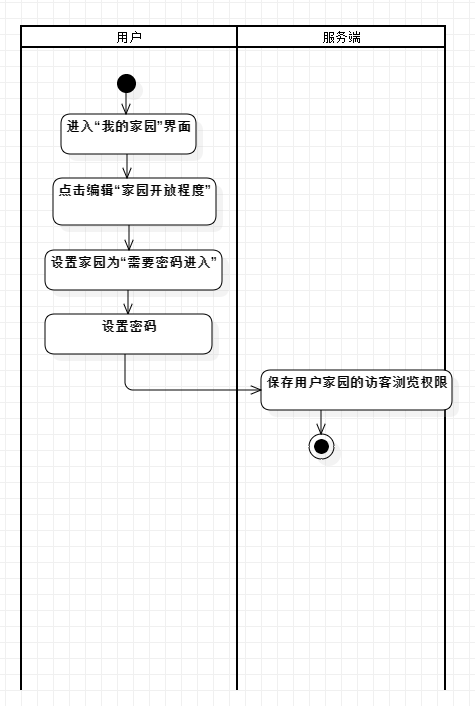 用户
服务端
进入“我的家园”界面
点击编辑“家园开放程度”
设置家园为“需要密码进入”
设置密码
保存用户家园的访客浏览权限